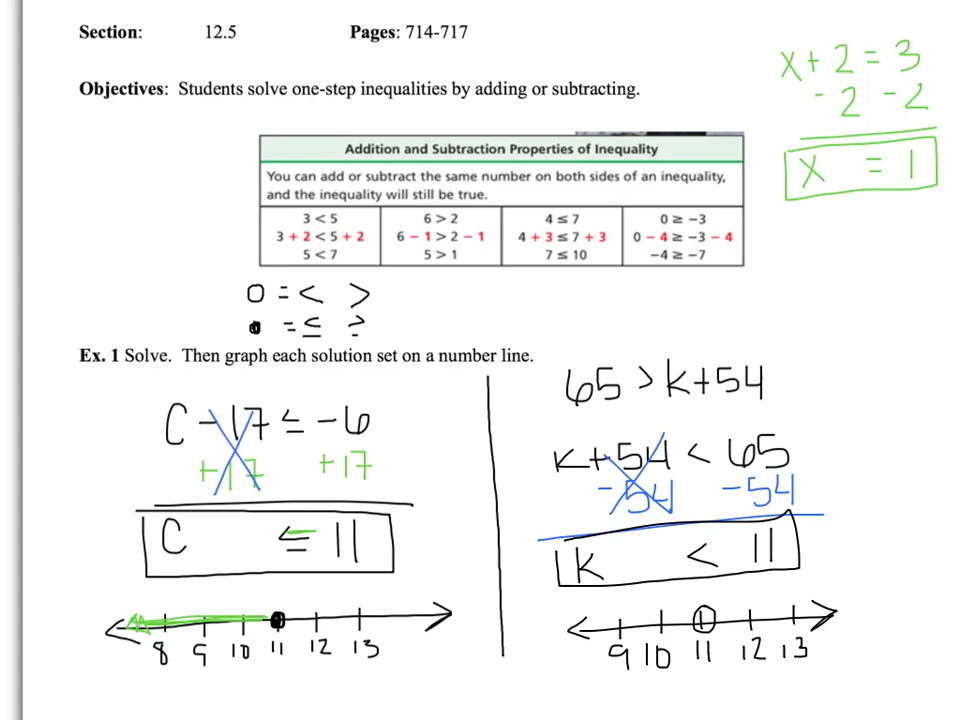 Section: 12.5 Pages: 714-717
Objectives: Students solve one-step inequalities by adding or subtracting.
x + 2 = 3
- 2 - 2
x = 1
Addition and Subtraction Properties of Inequality
You can add or subtract the same number on both sides of an inequality,
and the inequality will still be true.
3 < 5
3 + 2 < 5 + 2
5 < 7
6 > 2
6 − 1 > 2 − 1
5 > 1
4 ≤ 7
4 + 3 ≤ 7 + 3
7 ≤ 10
0 ≥ −3
0 − 4 ≥ −3 − 4
−4 ≥ −7
○ = < >
● = ≤ ≥
Ex. 1 Solve. Then graph each solution set on a number line.
C - 17 ≤ -6
+17 +17
C ≤ 11
8 9 10 11 12 13
65 > k+54
k+54 < 65
-54 -54
k < 11
9 10 11 12 13